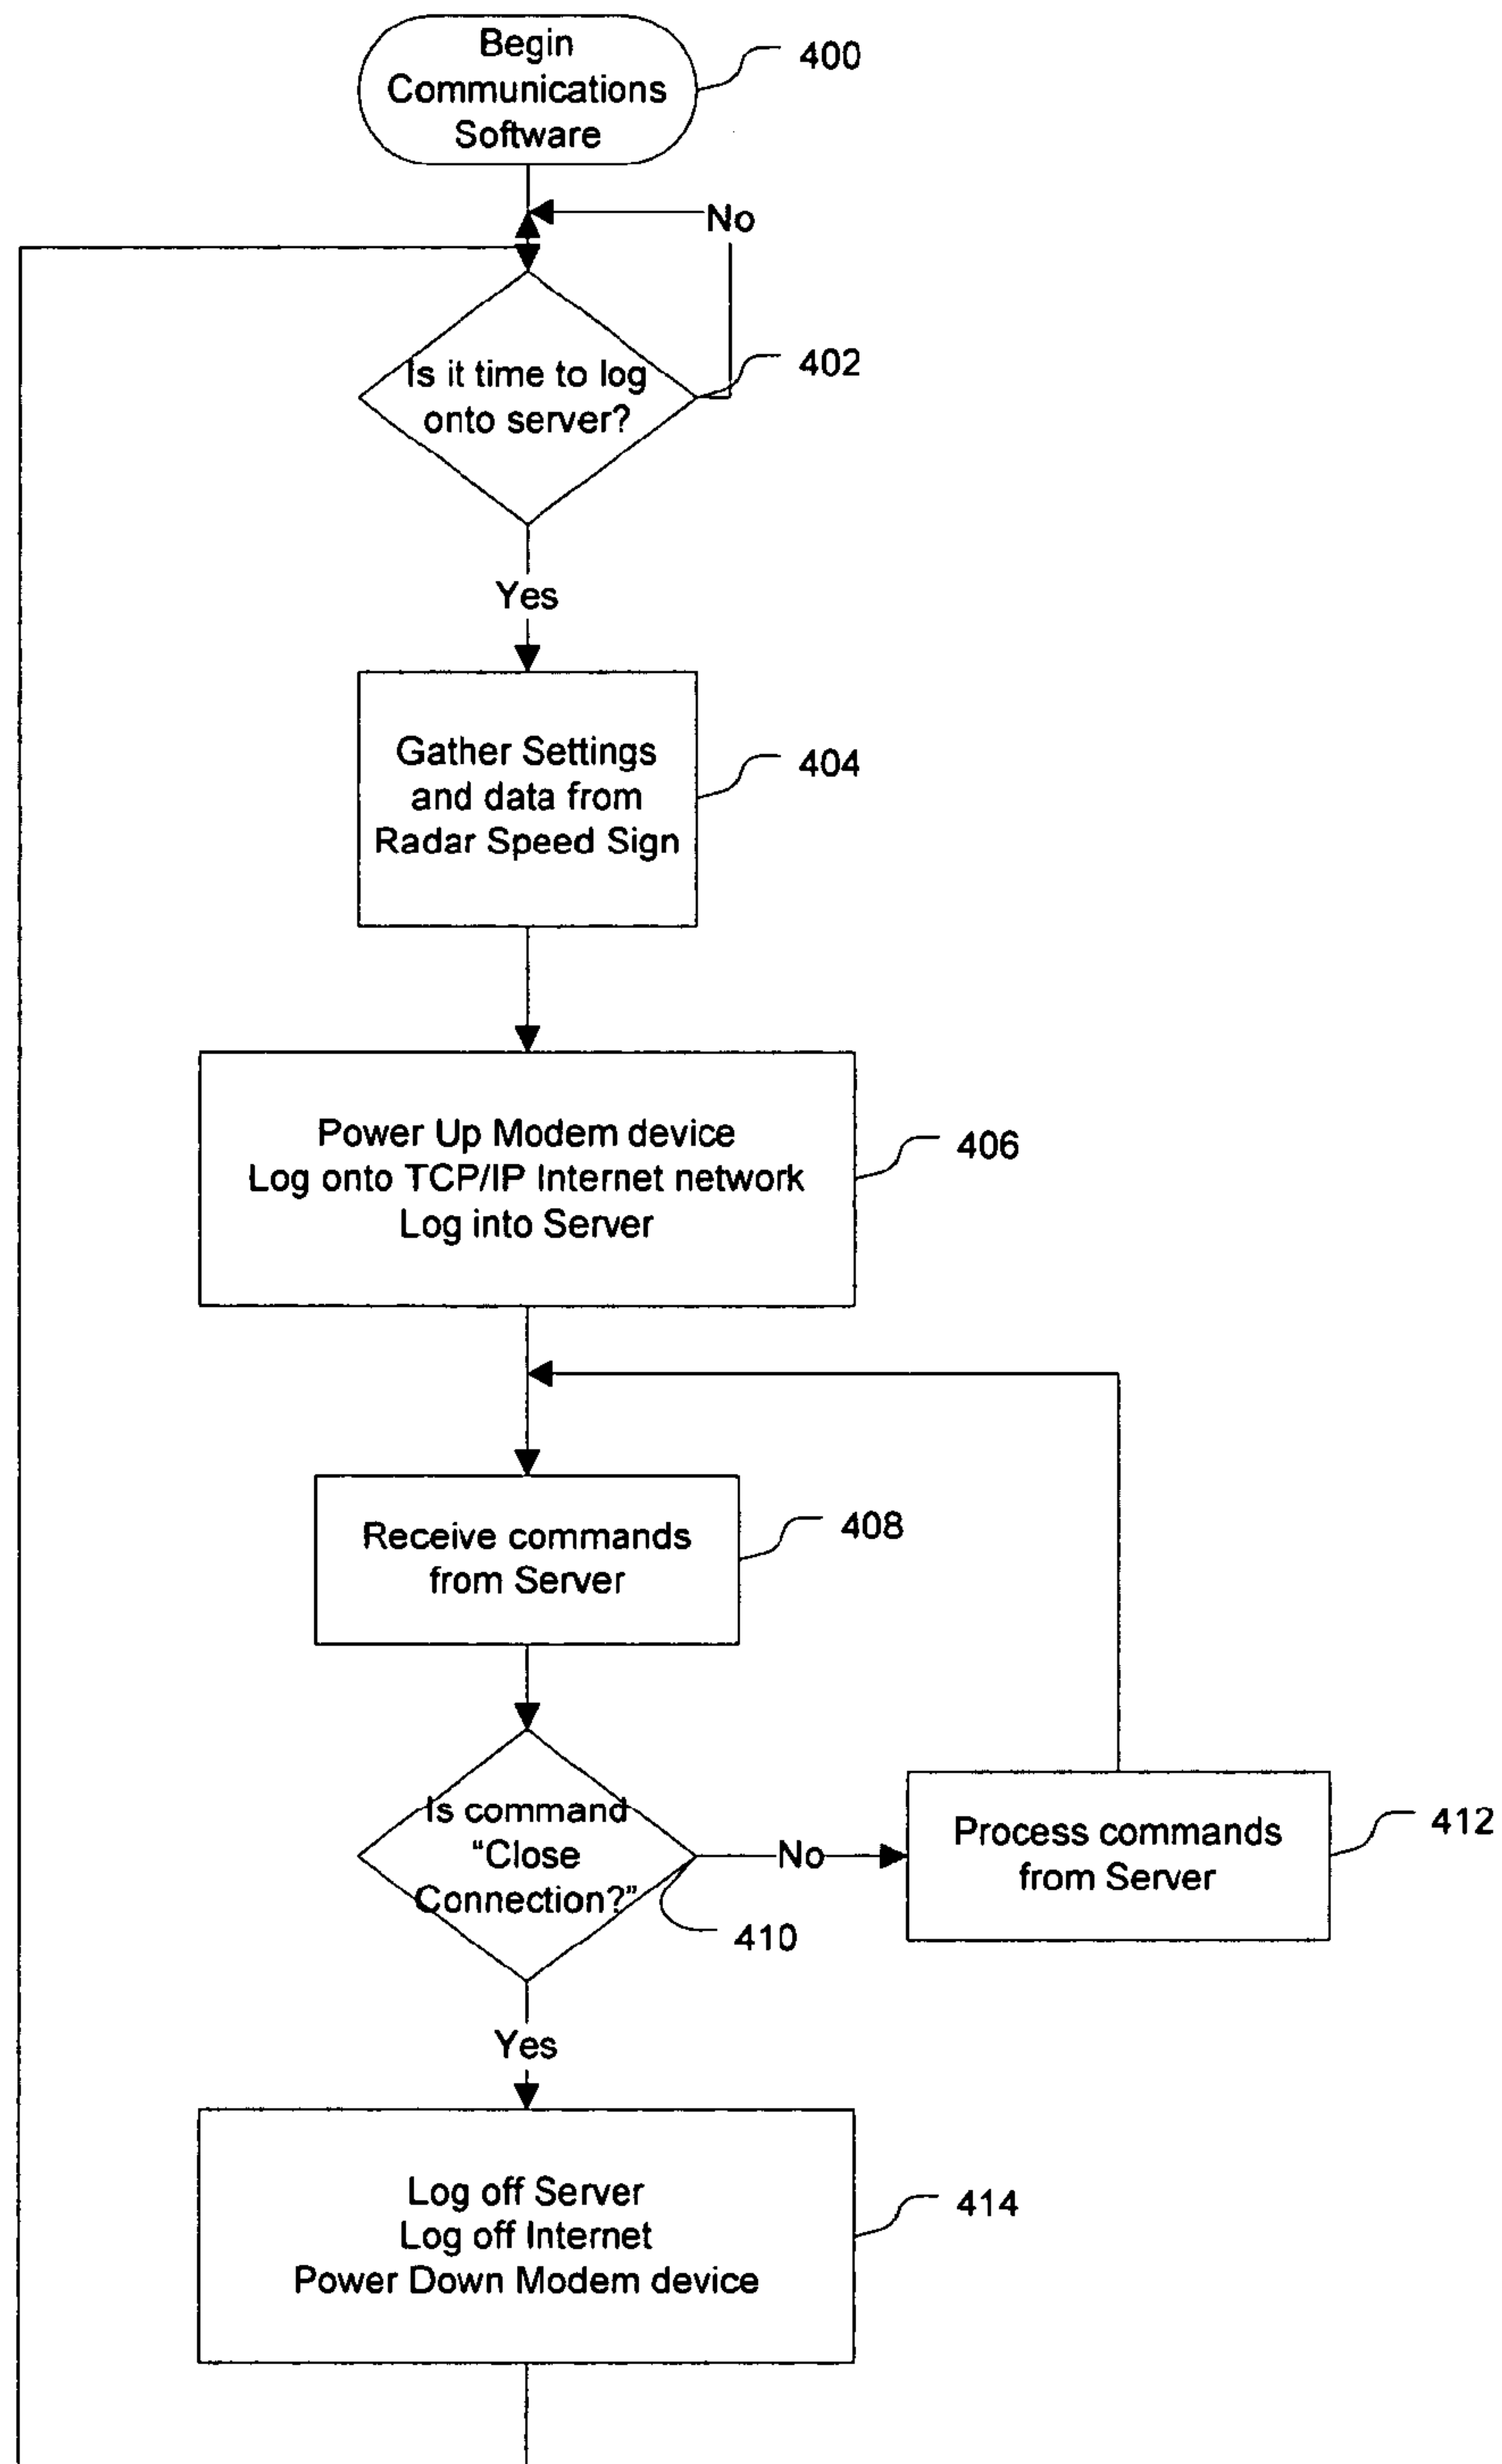 Begin
Communications
Software
400
No
Is it time to log
onto server?
402
Yes
Gather Settings
and data from
Radar Speed Sign
404
Power Up Modem device
Log onto TCP/IP Internet network
Log into Server
406
Receive commands
from Server
408
Is command
“Close
Connection?”
410
No
Process commands
from Server
412
Yes
Log off Server
Log off Internet
Power Down Modem device
414